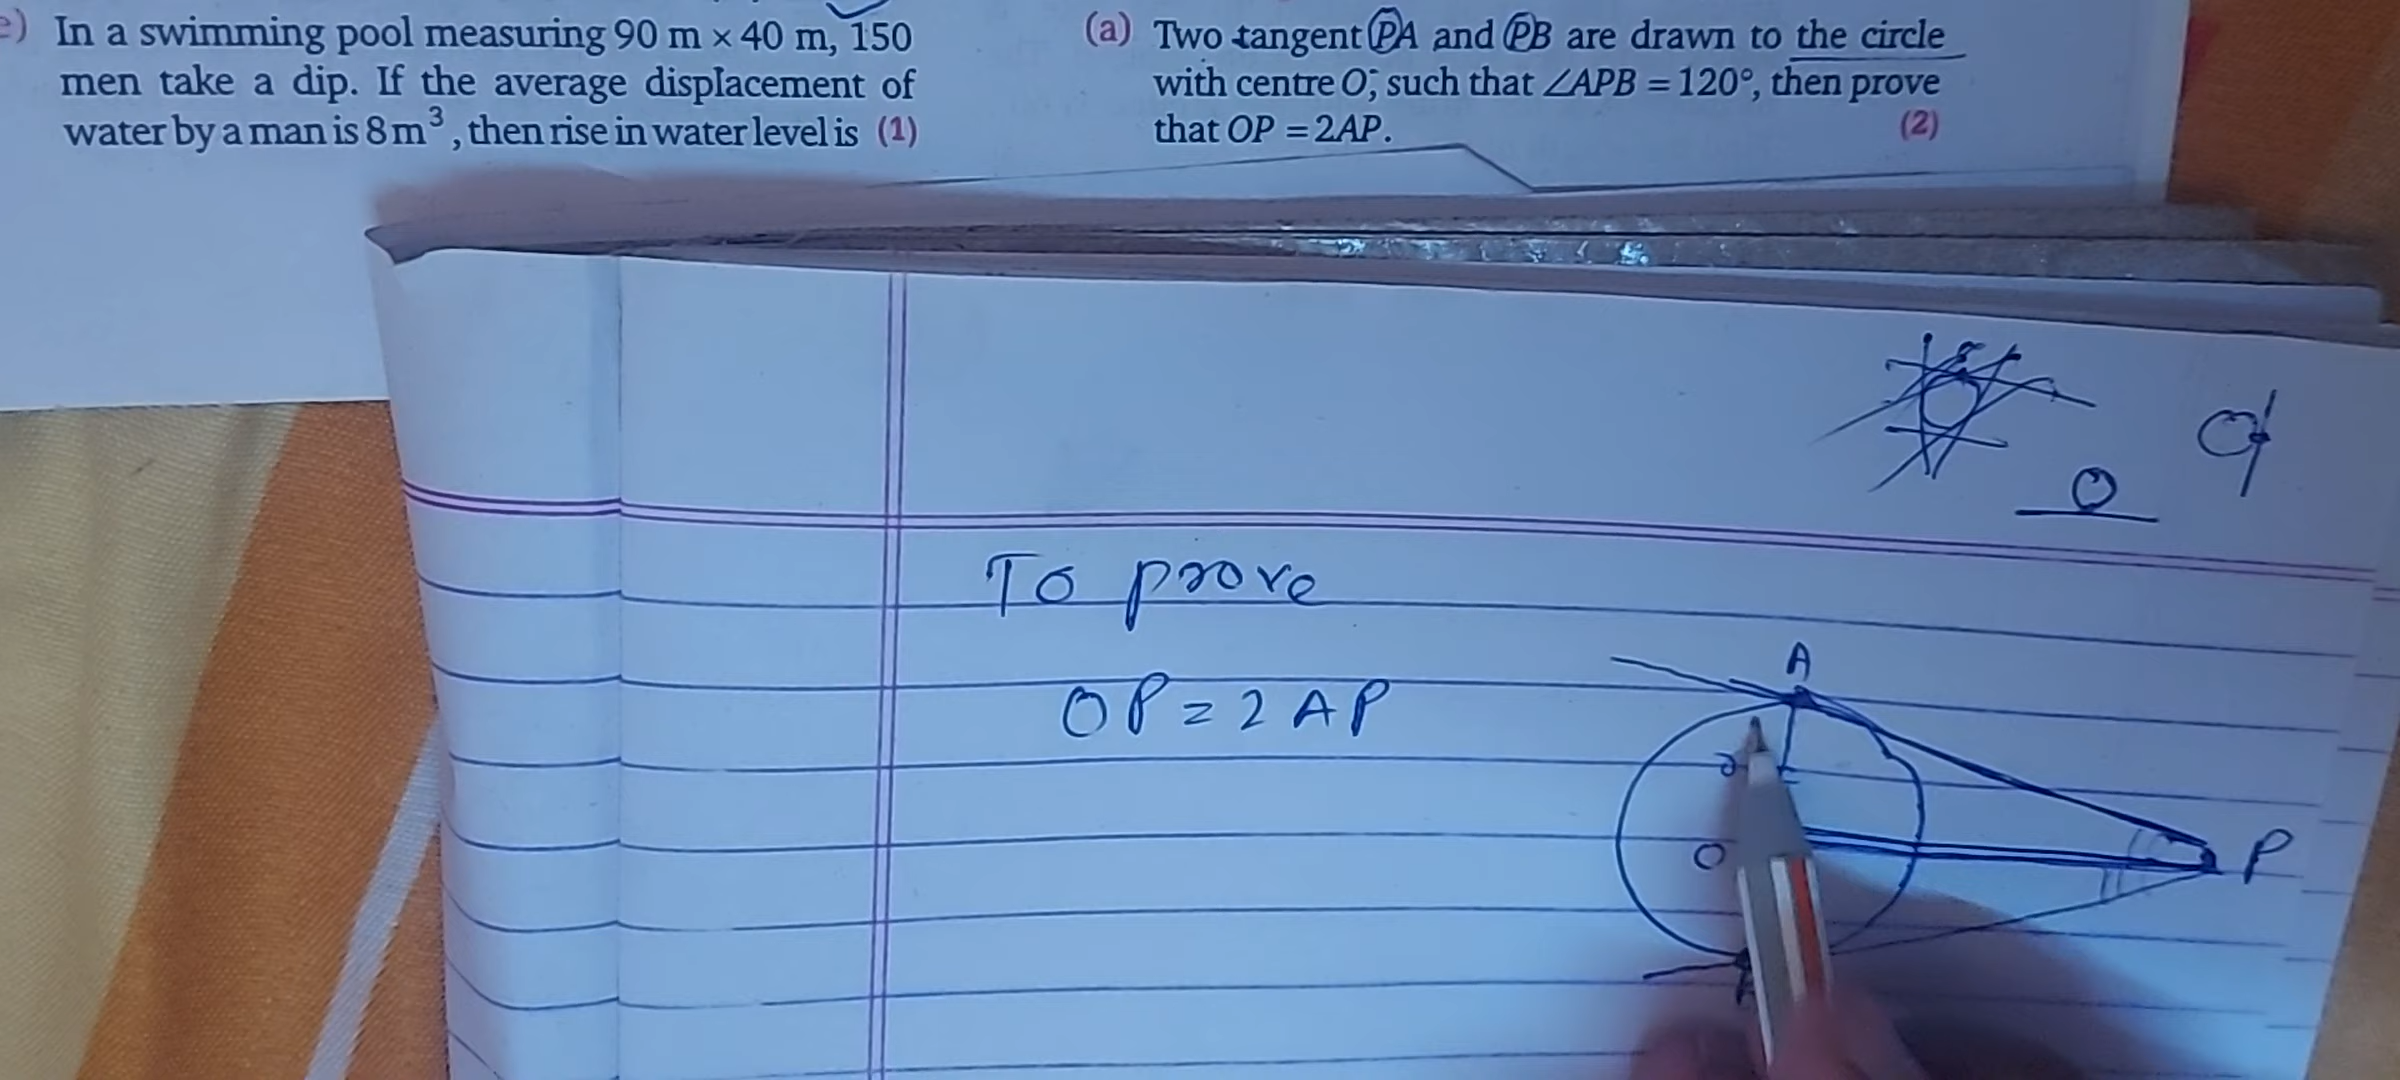 e) In a swimming pool measuring 90 m × 40 m, 150
men take a dip. If the average displacement of
water by a man is 8 m³, then rise in water level is (1)
(a) Two tangent PA and PB are drawn to the circle
with centre O, such that ∠APB = 120°, then prove
that OP = 2AP. (2)
To prove
OP = 2 AP
A
O
P